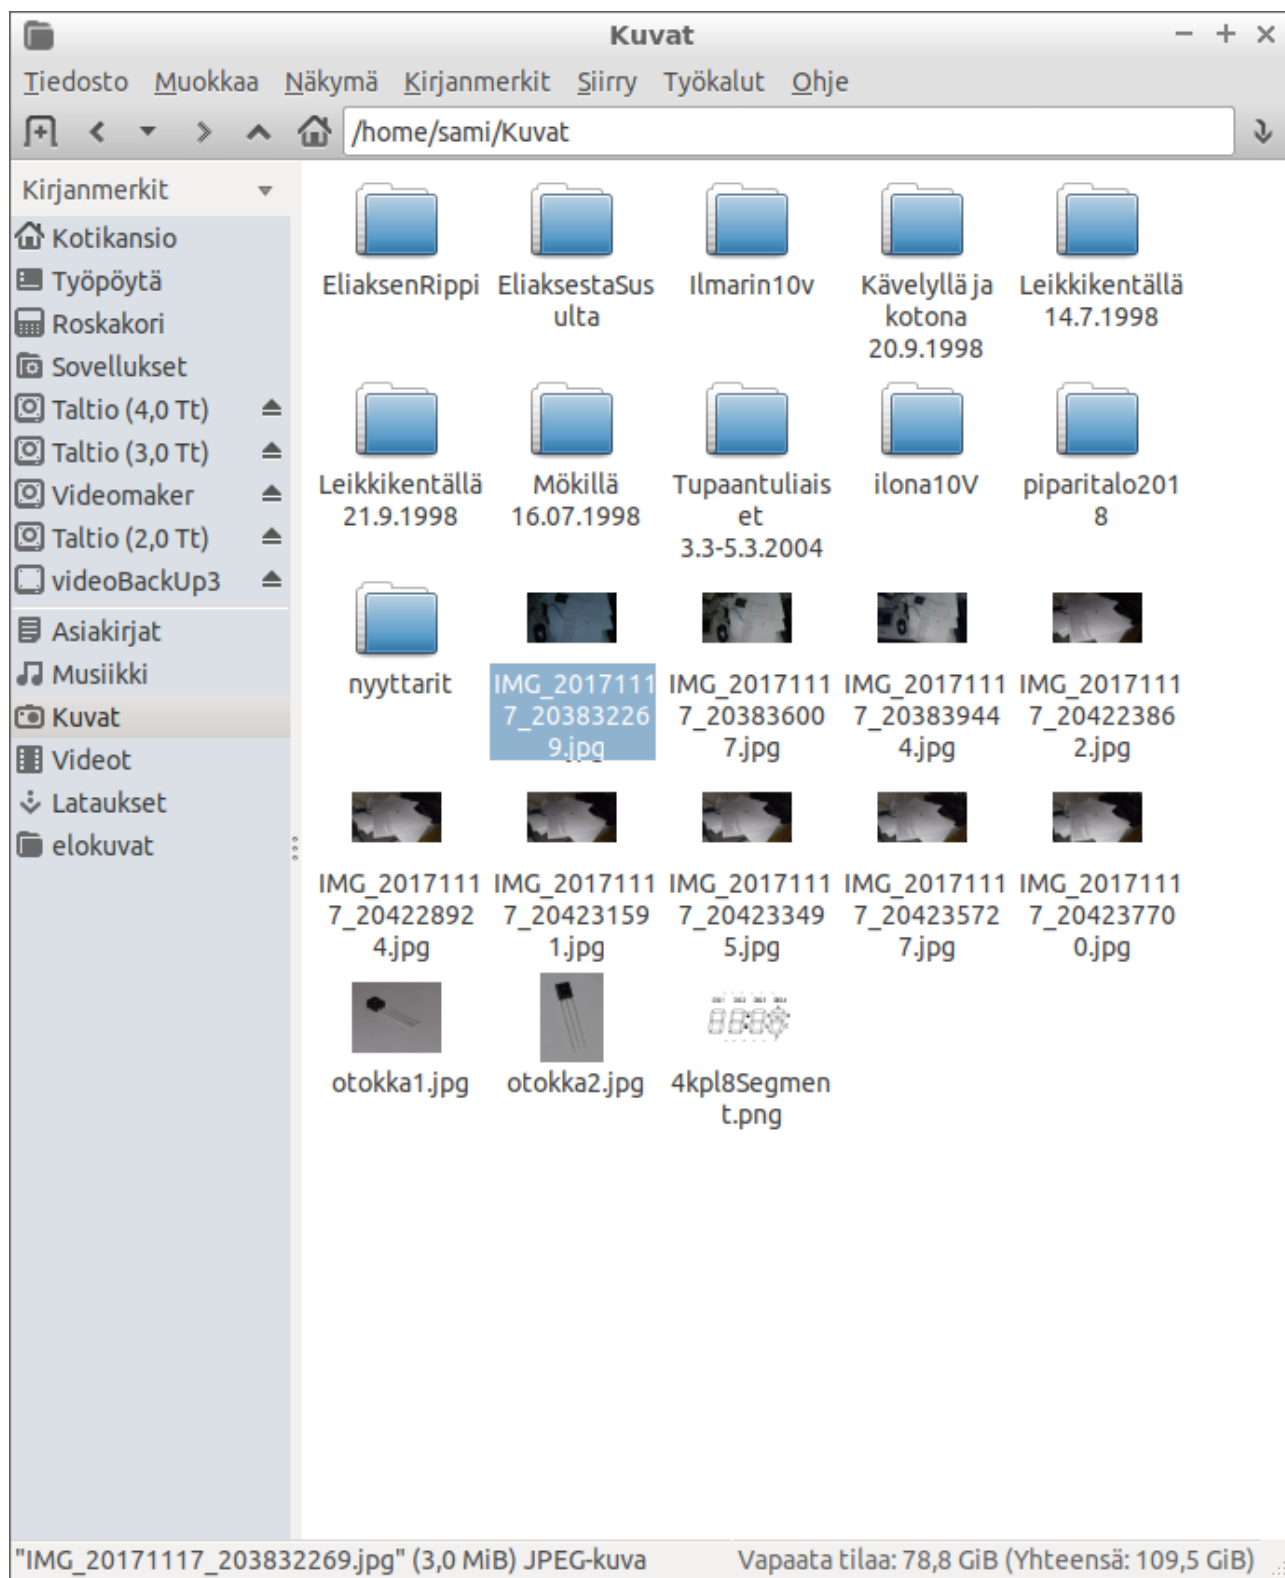 Kuvat
Tiedosto Muokkaa Näkymä Kirjanmerkit Siirry Työkalut Ohje
/home/sami/Kuvat
Kirjanmerkit
Kotikansio
Työpöytä
Roskakori
Sovellukset
Taltio (4,0 Tt)
Taltio (3,0 Tt)
Videomaker
Taltio (2,0 Tt)
videoBackUp3
Asiakirjat
Musiikki
Kuvat
Videot
Lataukset
elokuvat
EliaksenRippi
EliaksestaSus
ulta
Ilmarin10v
Kävelyllä ja
kotona
20.9.1998
Leikkikentällä
14.7.1998
Leikkikentällä
21.9.1998
Mökillä
16.07.1998
Tupaantuliais
et
3.3-5.3.2004
ilona10V
piparitalo201
8
nyyttarit
IMG_2017111
7_20383226
9.jpg
IMG_2017111
7_20383600
7.jpg
IMG_2017111
7_20383944
4.jpg
IMG_2017111
7_20422386
2.jpg
IMG_2017111
7_20422892
4.jpg
IMG_2017111
7_20423159
1.jpg
IMG_2017111
7_20423349
5.jpg
IMG_2017111
7_20423572
7.jpg
IMG_2017111
7_20423770
0.jpg
otokka1.jpg
otokka2.jpg
4kpl8Segmen
t.png
"IMG_20171117_203832269.jpg" (3,0 MiB) JPEG-kuva
Vapaata tilaa: 78,8 GiB (Yhteensä: 109,5 GiB)